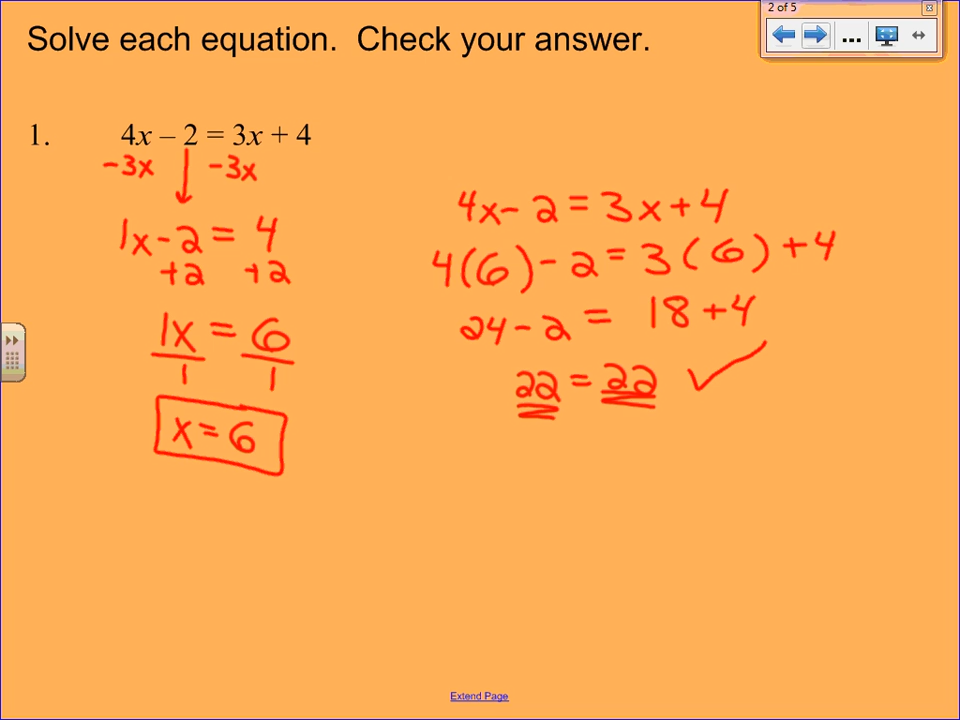 2 of 5
Solve each equation. Check your answer.
1. 4x – 2 = 3x + 4
-3x -3x
1x - 2 = 4
+2 +2
1x = 6
1 1
x = 6
4x - 2 = 3x + 4
4(6) - 2 = 3(6) + 4
24 - 2 = 18 + 4
22 = 22 ✓
Extend Page